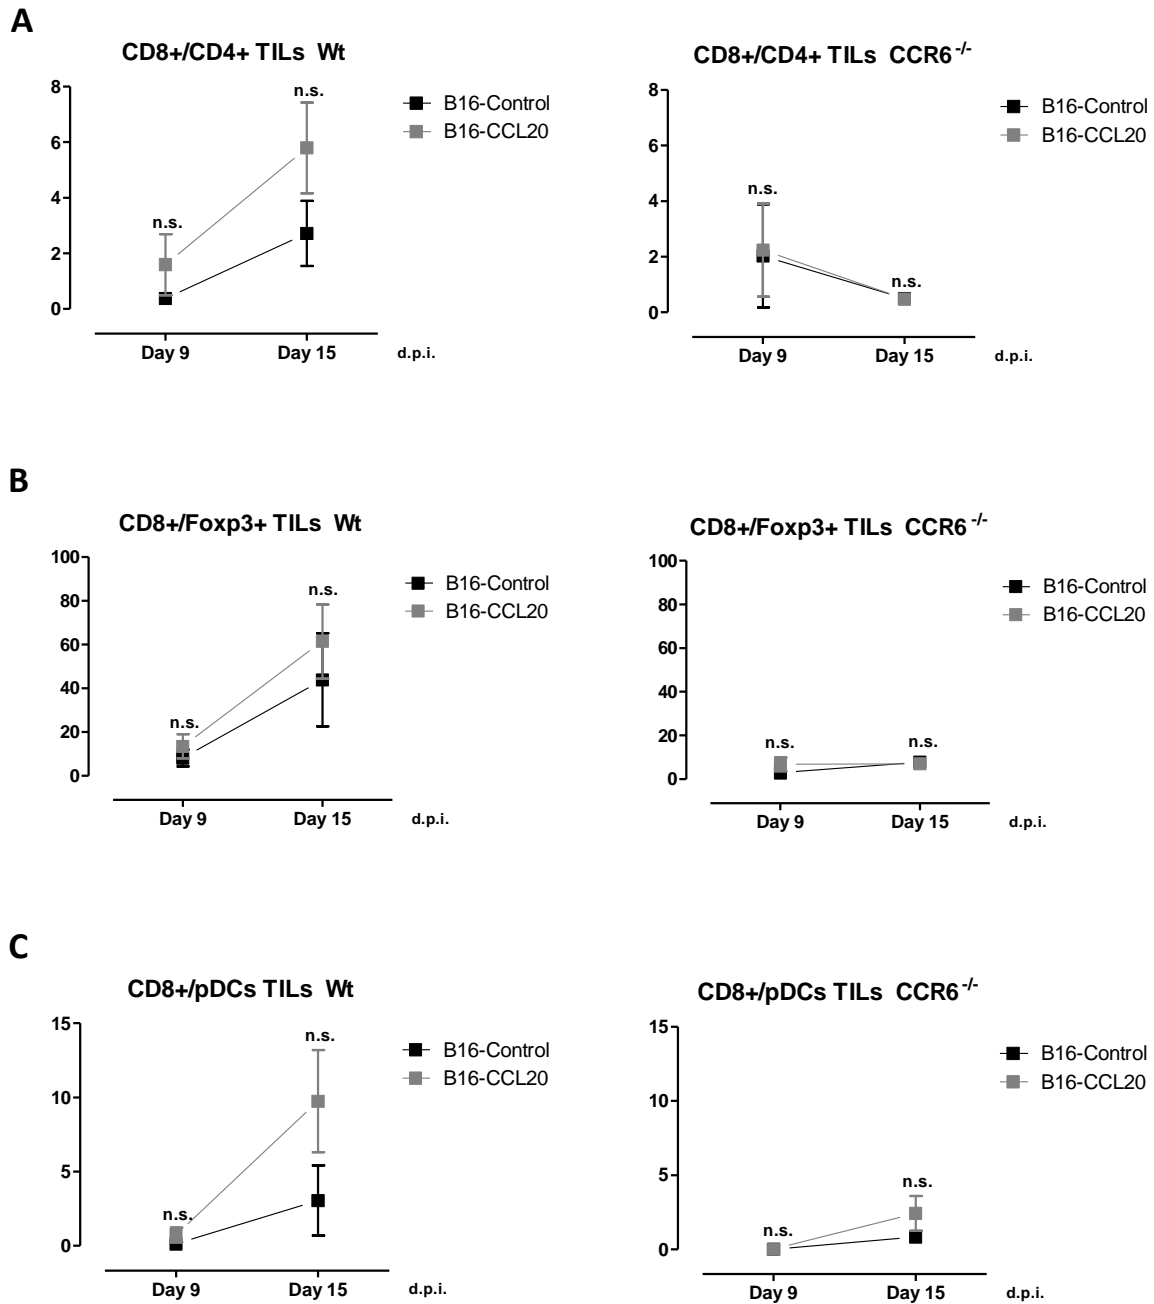 A
CD8+/CD4+ TILs Wt
8
6
4
2
0
n.s.
n.s.
B16-Control
B16-CCL20
Day 9
Day 15
d.p.i.
CD8+/CD4+ TILs CCR6-/-
8
6
4
2
0
n.s.
n.s.
B16-Control
B16-CCL20
Day 9
Day 15
d.p.i.
B
CD8+/Foxp3+ TILs Wt
100
80
60
40
20
0
n.s.
n.s.
B16-Control
B16-CCL20
Day 9
Day 15
d.p.i.
CD8+/Foxp3+ TILs CCR6-/-
100
80
60
40
20
0
n.s.
n.s.
B16-Control
B16-CCL20
Day 9
Day 15
d.p.i.
C
CD8+/pDCs TILs Wt
15
10
5
0
n.s.
n.s.
B16-Control
B16-CCL20
Day 9
Day 15
d.p.i.
CD8+/pDCs TILs CCR6-/-
15
10
5
0
n.s.
n.s.
B16-Control
B16-CCL20
Day 9
Day 15
d.p.i.